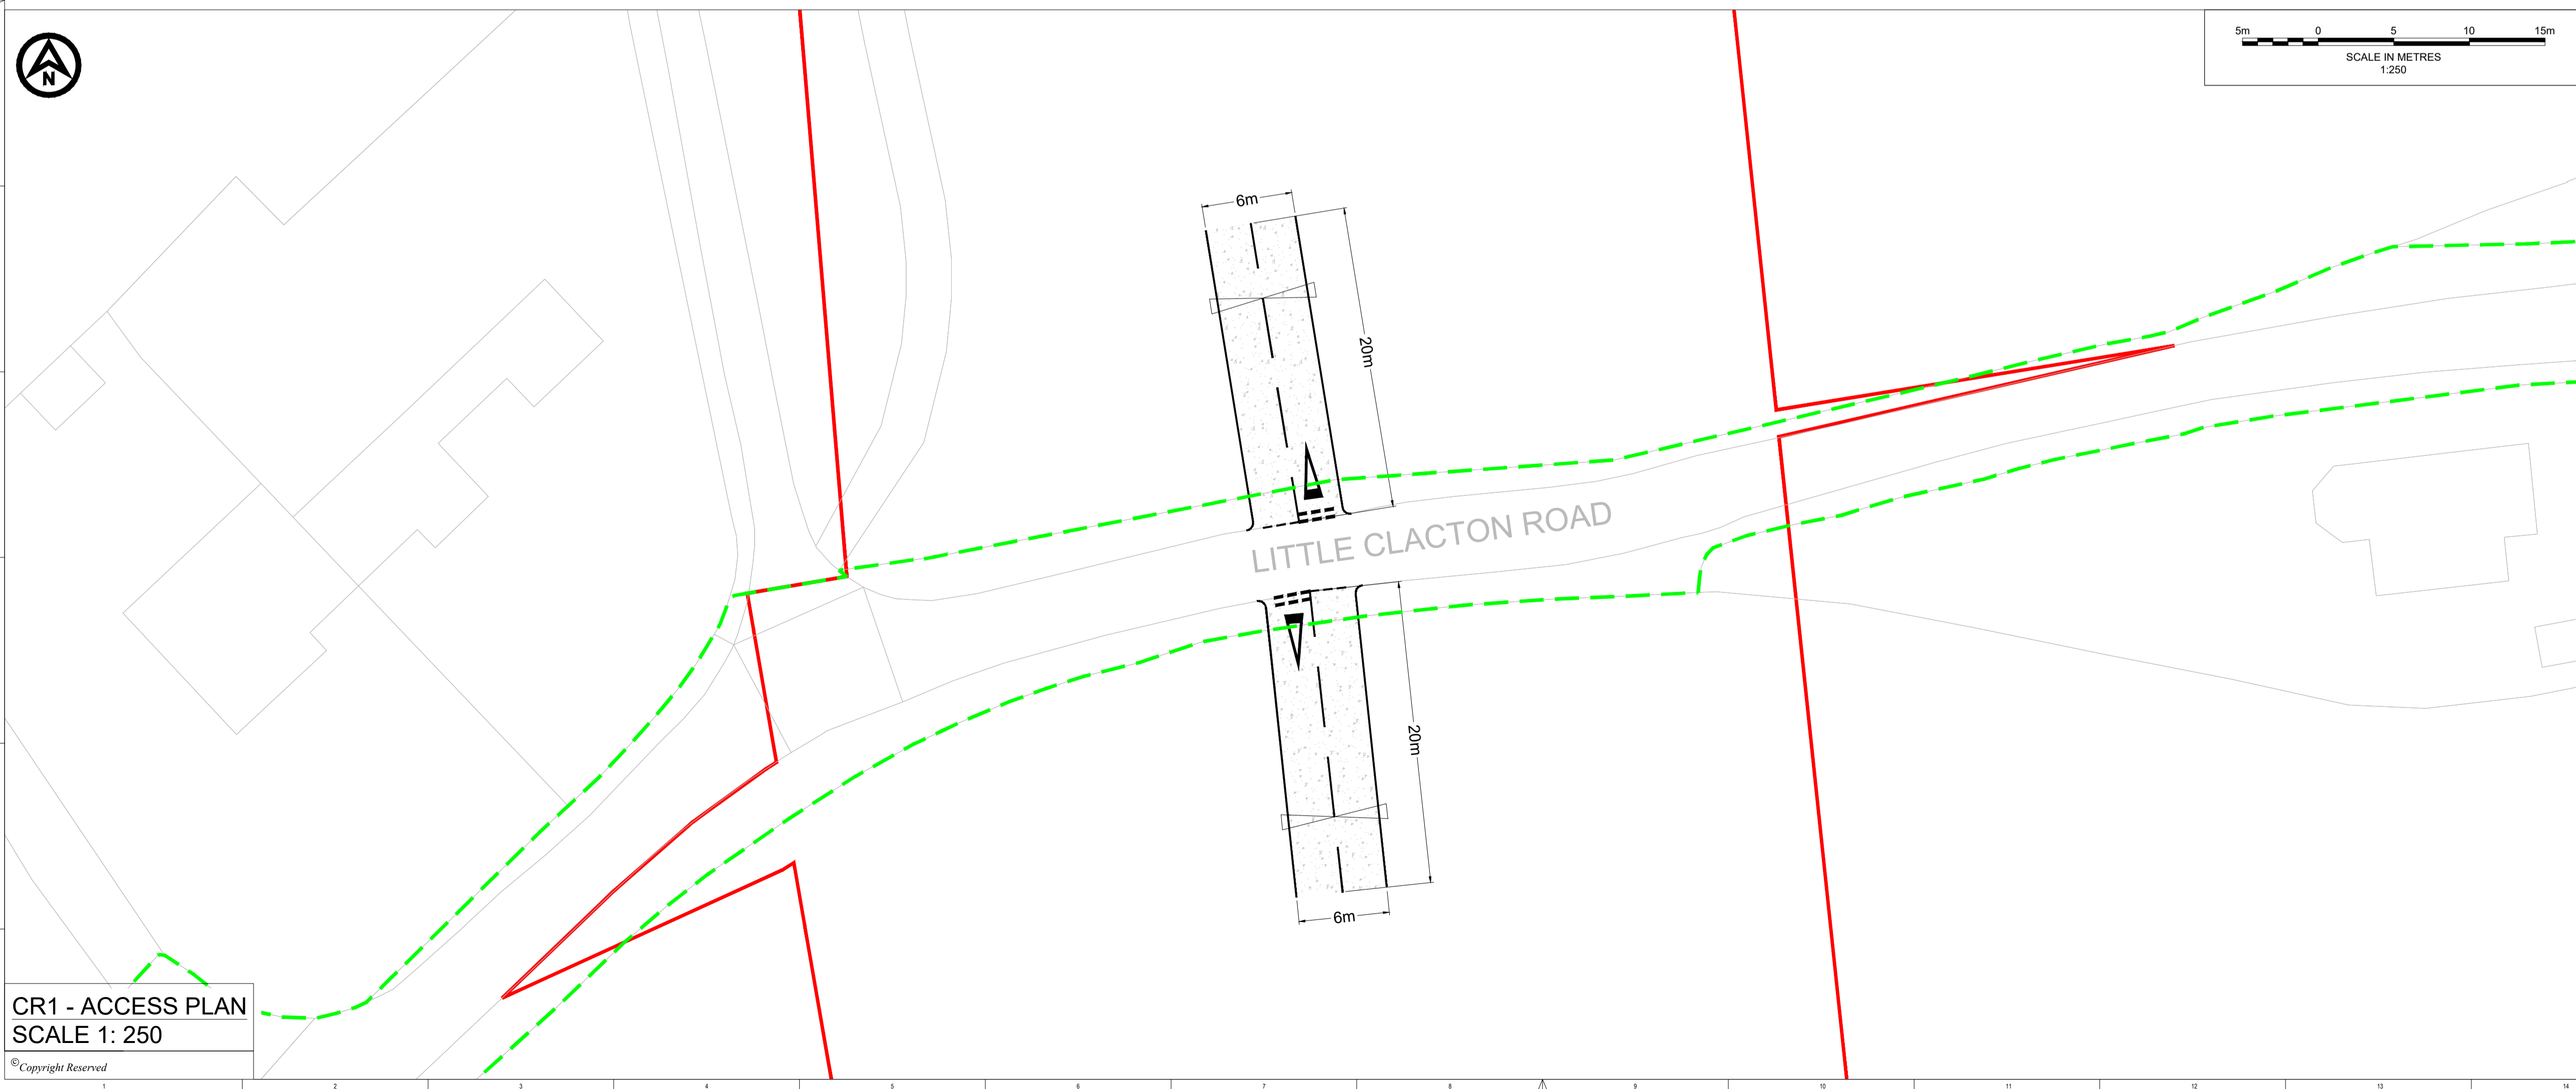 N
5m 0 5 10 15m
SCALE IN METRES
1:250
6m
20m
LITTLE CLACTON ROAD
20m
6m
CR1 - ACCESS PLAN
SCALE 1: 250
©Copyright Reserved
1 2 3 4 5 6 7 8 9 10 11 12 13 14